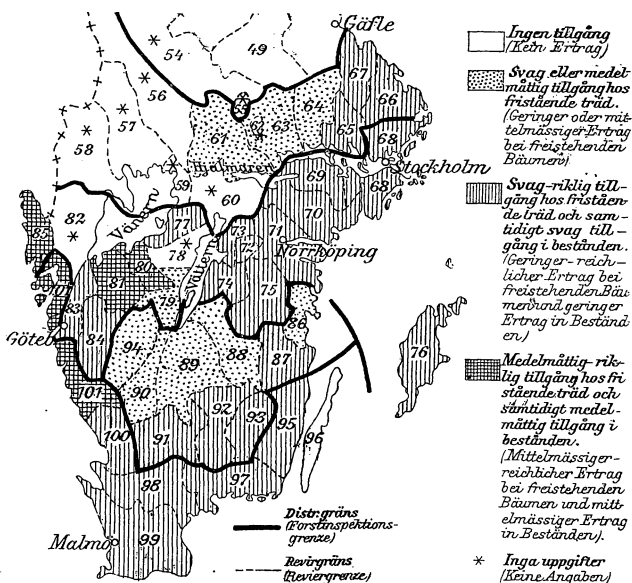 Gäfle
54
49
67
56
66
64
55
57
61
62
63
65
68
58
Hjelmaren
Stockholm
59
60
69
68
82
Vänern
77
70
85
73
71
78
72
Vättern
Norrköping
80
81
74
75
79
83
86
Göteb
84
94
89
88
87
76
90
101
92
93
95
100
91
96
97
98
Malmö
99
Distr.gräns
(Forstinspektions-
grenze)
Revirgräns
(Reviergrenze)
Ingen tillgång
(Kein Ertrag)
Svag eller medel-
måttig tillgång hos
fristående träd.
(Geringer oder mit-
telmässiger Ertrag
bei freistehenden
Bäumen).
Svag-riklig till-
gång hos friståen-
de träd och sam-
tidigt svag till-
gång i bestånden.
(Geringer-reich-
licher Ertrag bei
freistehenden Bäu-
men und geringer
Ertrag in Bestän-
den)
Medelmåttig-rik-
lig tillgång hos fri
stående träd och
samtidigt medel-
måttig tillgång i
bestånden.
(Mittelmässiger-
reichlicher Ertrag
bei freistehenden
Bäumen und mitt
elmässiger Ertrag
in Beständen).
Inga uppgifter
(Keine Angaben)